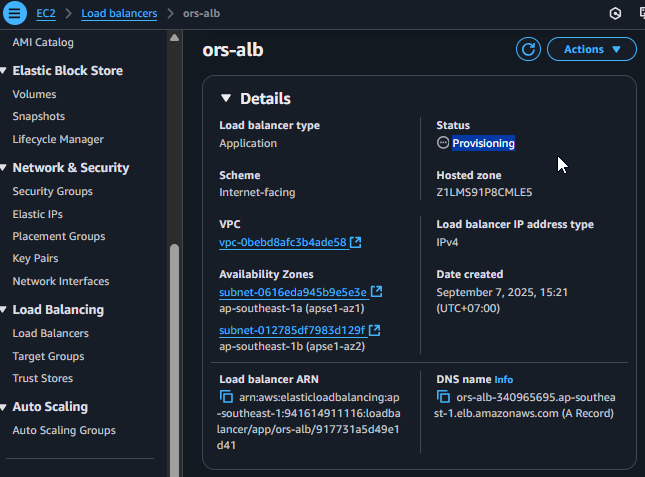 EC2 > Load balancers > ors-alb
AMI Catalog
Elastic Block Store
Volumes
Snapshots
Lifecycle Manager
Network & Security
Security Groups
Elastic IPs
Placement Groups
Key Pairs
Network Interfaces
Load Balancing
Load Balancers
Target Groups
Trust Stores
Auto Scaling
Auto Scaling Groups
ors-alb
Actions
Details
Load balancer type
Application
Status
Provisioning
Scheme
Internet-facing
Hosted zone
Z1LMS91P8CMLE5
VPC
vpc-0bebd8afc3b4ade58
Load balancer IP address type
IPv4
Availability Zones
subnet-0616eda945b9e5e3e
ap-southeast-1a (apse1-az1)
subnet-012785df7983d129f
ap-southeast-1b (apse1-az2)
Date created
September 7, 2025, 15:21
(UTC+07:00)
Load balancer ARN
arn:aws:elasticloadbalancing:ap
-southeast-1:941614911116:loadba
lancer/app/ors-alb/917731a5d49e1
d41
DNS name Info
ors-alb-340965695.ap-southea
st-1.elb.amazonaws.com (A Record)